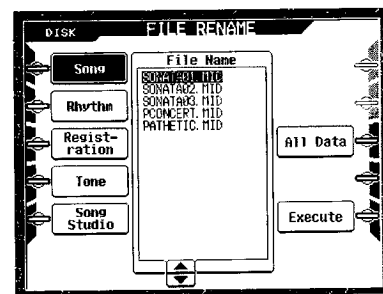 DISK
FILE RENAME
Song
Rhythm
Regist-
ration
Tone
Song
Studio
File Name
SONATA01.MID
SONATA02.MID
SONATA03.MID
PCONCERT.MID
PATHETIC.MID
All Data
Execute